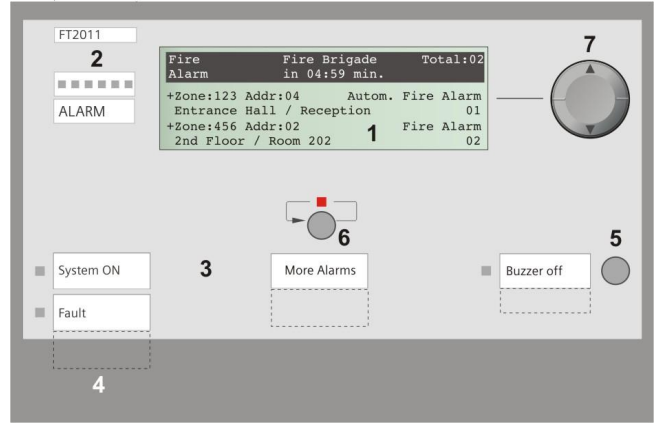 FT2011
2
ALARM
Fire Fire Brigade Total:02
Alarm in 04:59 min.
+Zone:123 Addr:04 Autom. Fire Alarm
Entrance Hall / Reception 01
+Zone:456 Addr:02 Fire Alarm
2nd Floor / Room 202 02
1
7
6
5
System ON
3
More Alarms
Buzzer off
Fault
4